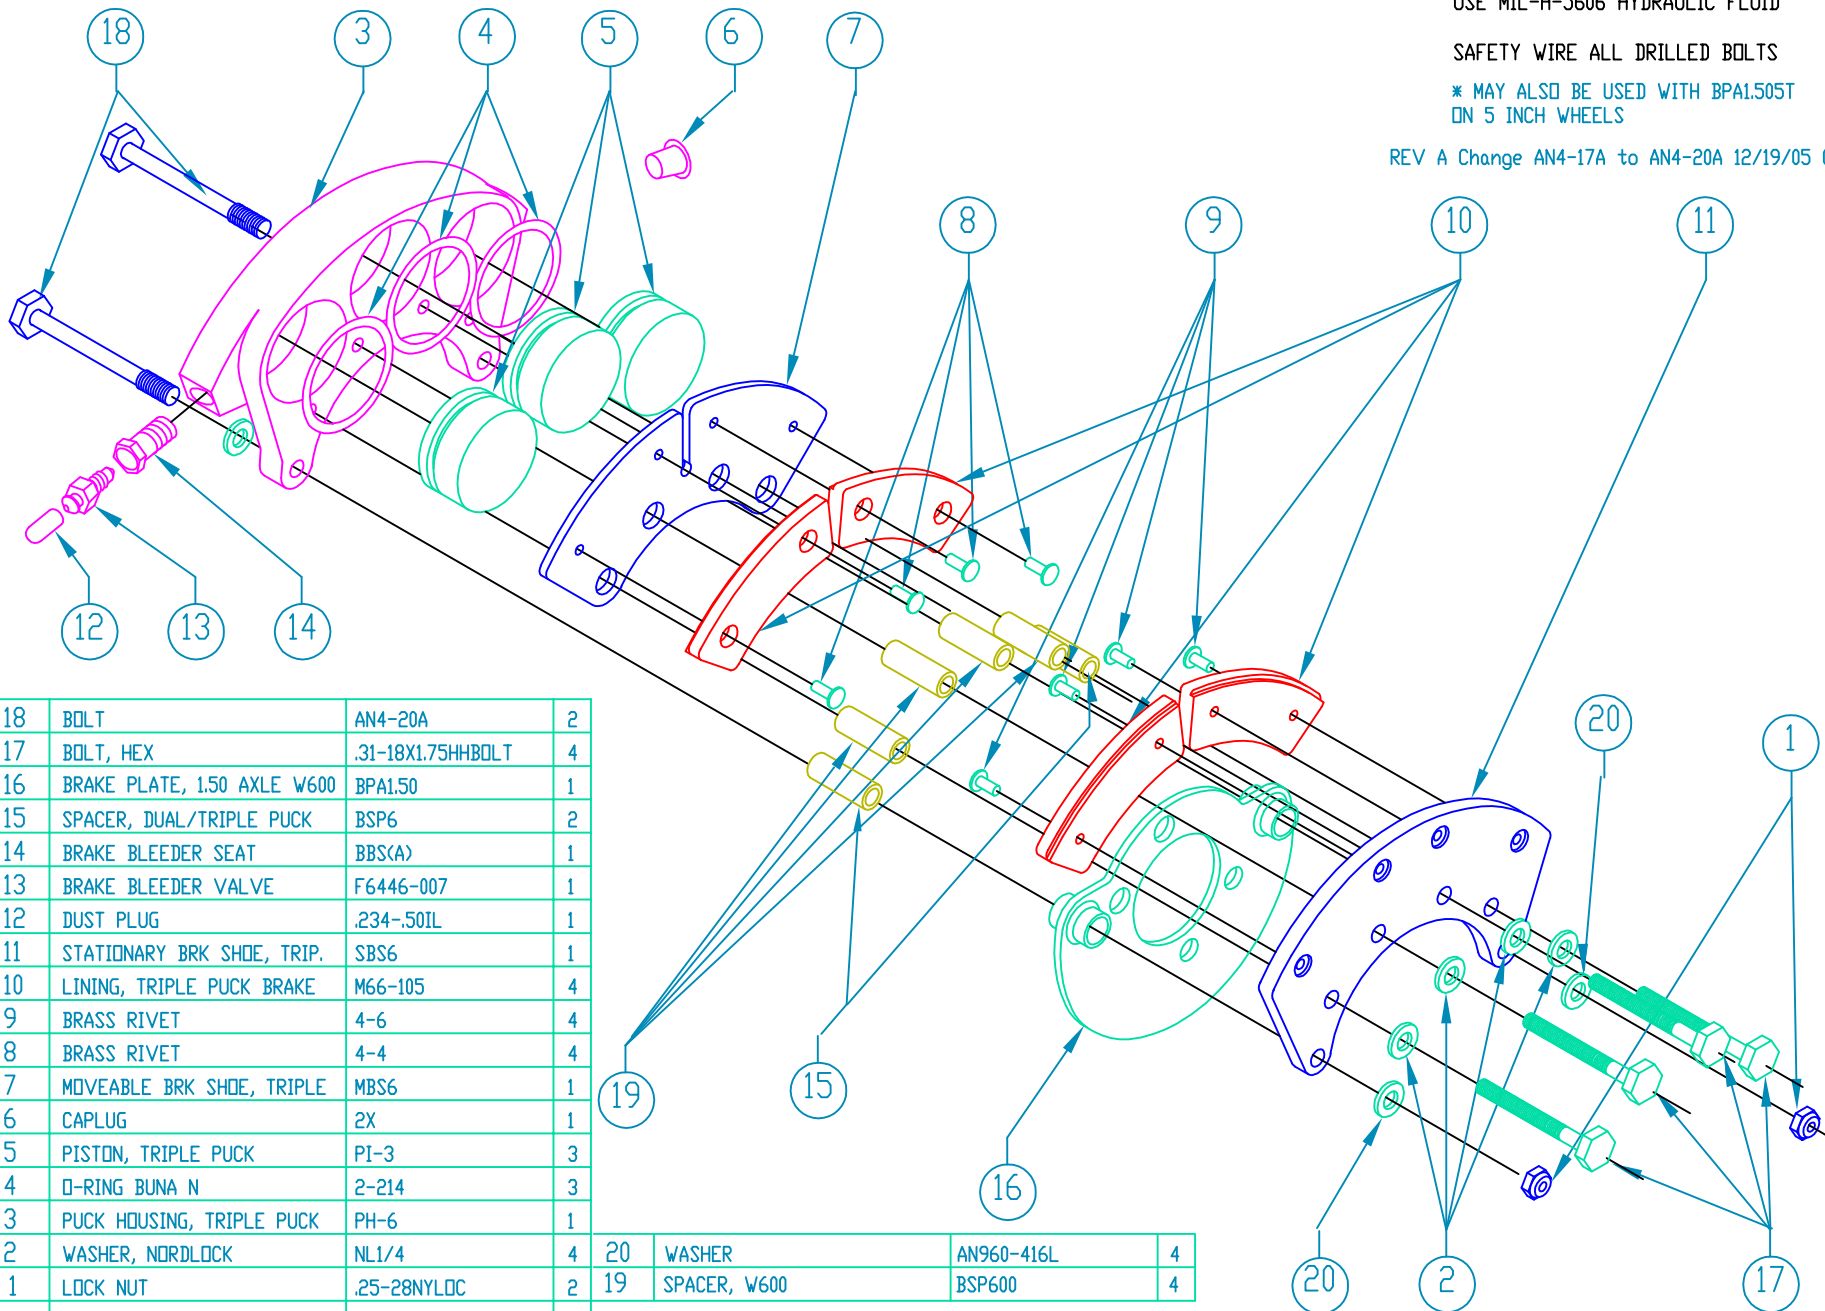 USE MIL-H-5606 HYDRAULIC FLUID
SAFETY WIRE ALL DRILLED BOLTS
* MAY ALSO BE USED WITH BPA1.505T
ON 5 INCH WHEELS
REV A Change AN4-17A to AN4-20A 12/19/05
18
3
4
5
6
7
8
9
10
11
12
13
14
20
1
19
15
16
20
2
17
18 BOLT AN4-20A 2
17 BOLT, HEX .31-18X1.75HHBOLT 4
16 BRAKE PLATE, 1.50 AXLE W600 BPA1.50 1
15 SPACER, DUAL/TRIPLE PUCK BSP6 2
14 BRAKE BLEEDER SEAT BBS(A) 1
13 BRAKE BLEEDER VALVE F6446-007 1
12 DUST PLUG .234-.50IL 1
11 STATIONARY BRK SHOE, TRIP. SBS6 1
10 LINING, TRIPLE PUCK BRAKE M66-105 4
9 BRASS RIVET 4-6 4
8 BRASS RIVET 4-4 4
7 MOVEABLE BRK SHOE, TRIPLE MBS6 1
6 CAPLUG 2X 1
5 PISTON, TRIPLE PUCK PI-3 3
4 O-RING BUNA N 2-214 3
3 PUCK HOUSING, TRIPLE PUCK PH-6 1
2 WASHER, NORDLOCK NL1/4 4
1 LOCK NUT .25-28NYLOC 2
20 WASHER AN960-416L 4
19 SPACER, W600 BSP600 4